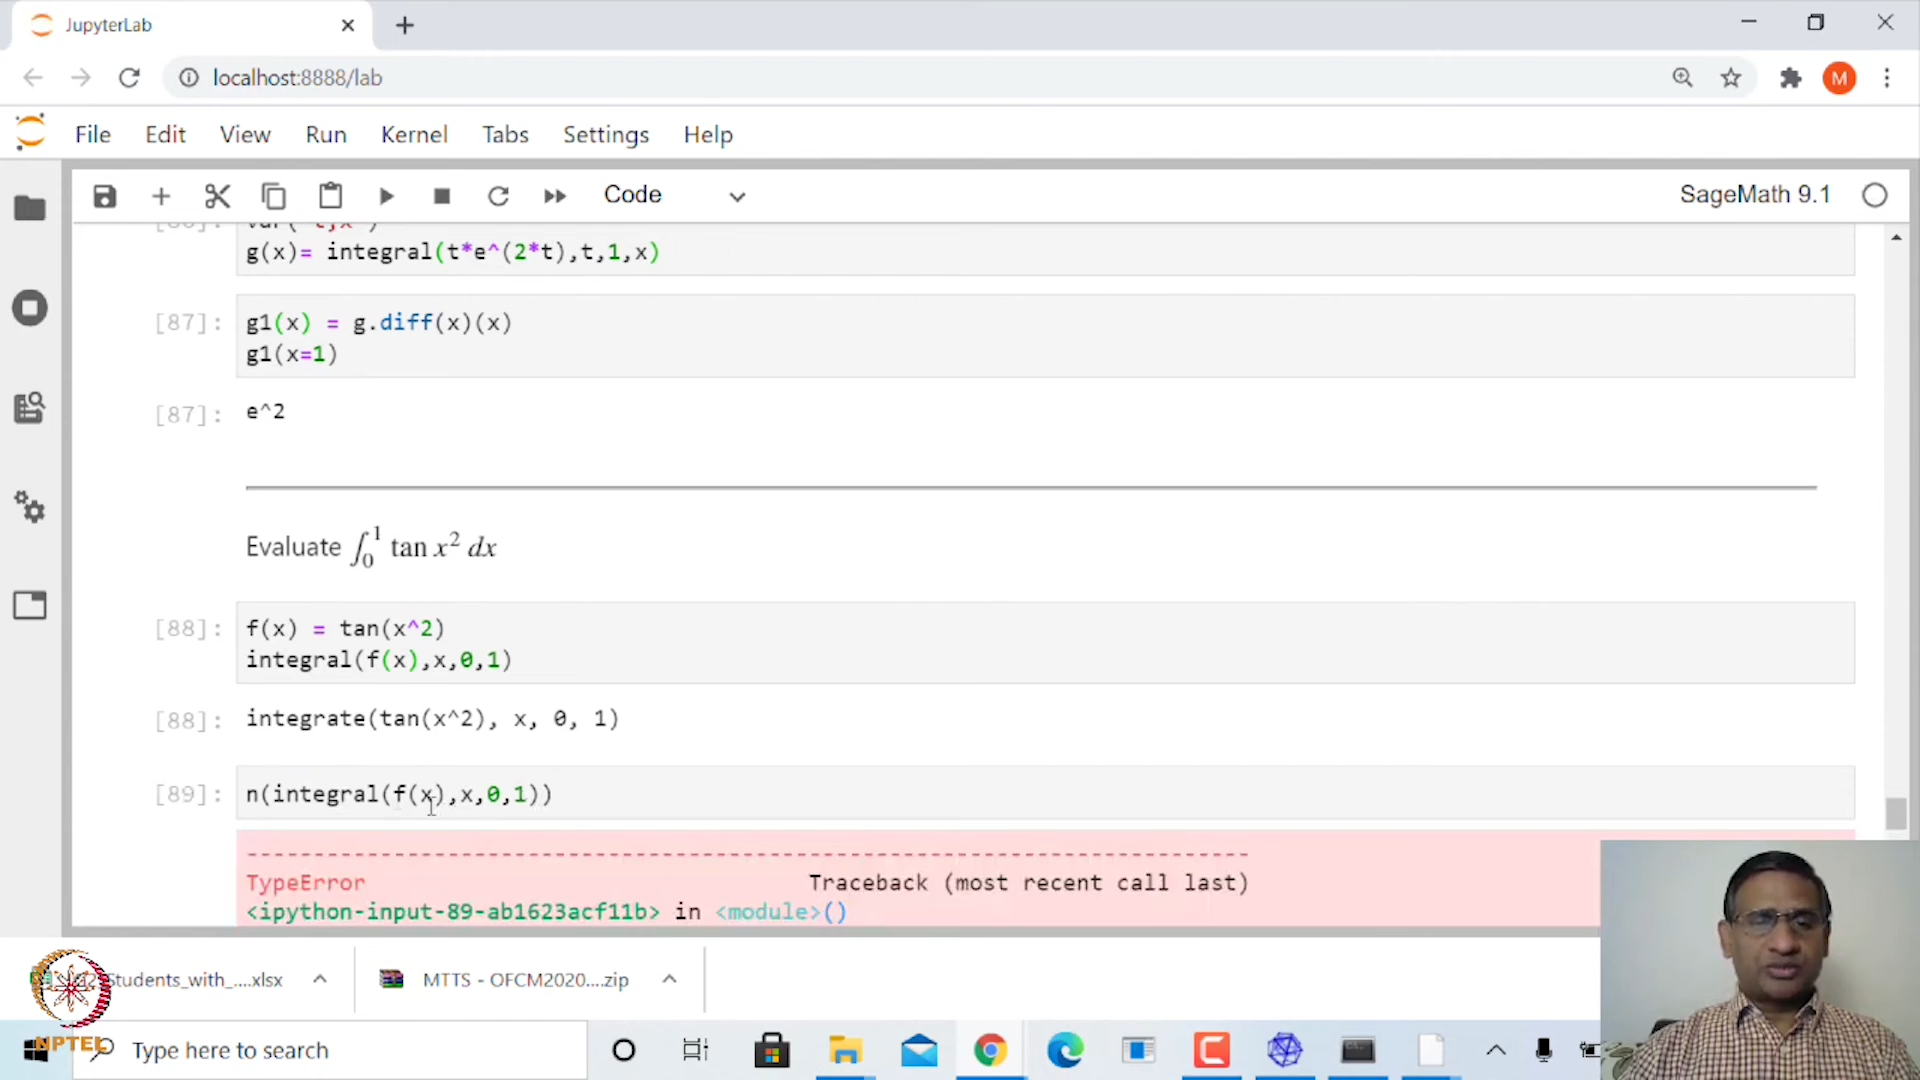 JupyterLab
localhost:8888/lab
M
File Edit View Run Kernel Tabs Settings Help
Code
SageMath 9.1
g(x)= integral(t*e^(2*t),t,1,x)
[87]: g1(x) = g.diff(x)(x)
g1(x=1)
[87]: e^2
Evaluate ∫₀¹ tan x² dx
[88]: f(x) = tan(x^2)
integral(f(x),x,0,1)
[88]: integrate(tan(x^2), x, 0, 1)
[89]: n(integral(f(x),x,0,1))
---------------------------------------------------------------------------
TypeError Traceback (most recent call last)
<ipython-input-89-ab1623acf11b> in <module>()
Students_with_....xlsx
MTTS - OFCM2020....zip
NPTEL
Type here to search